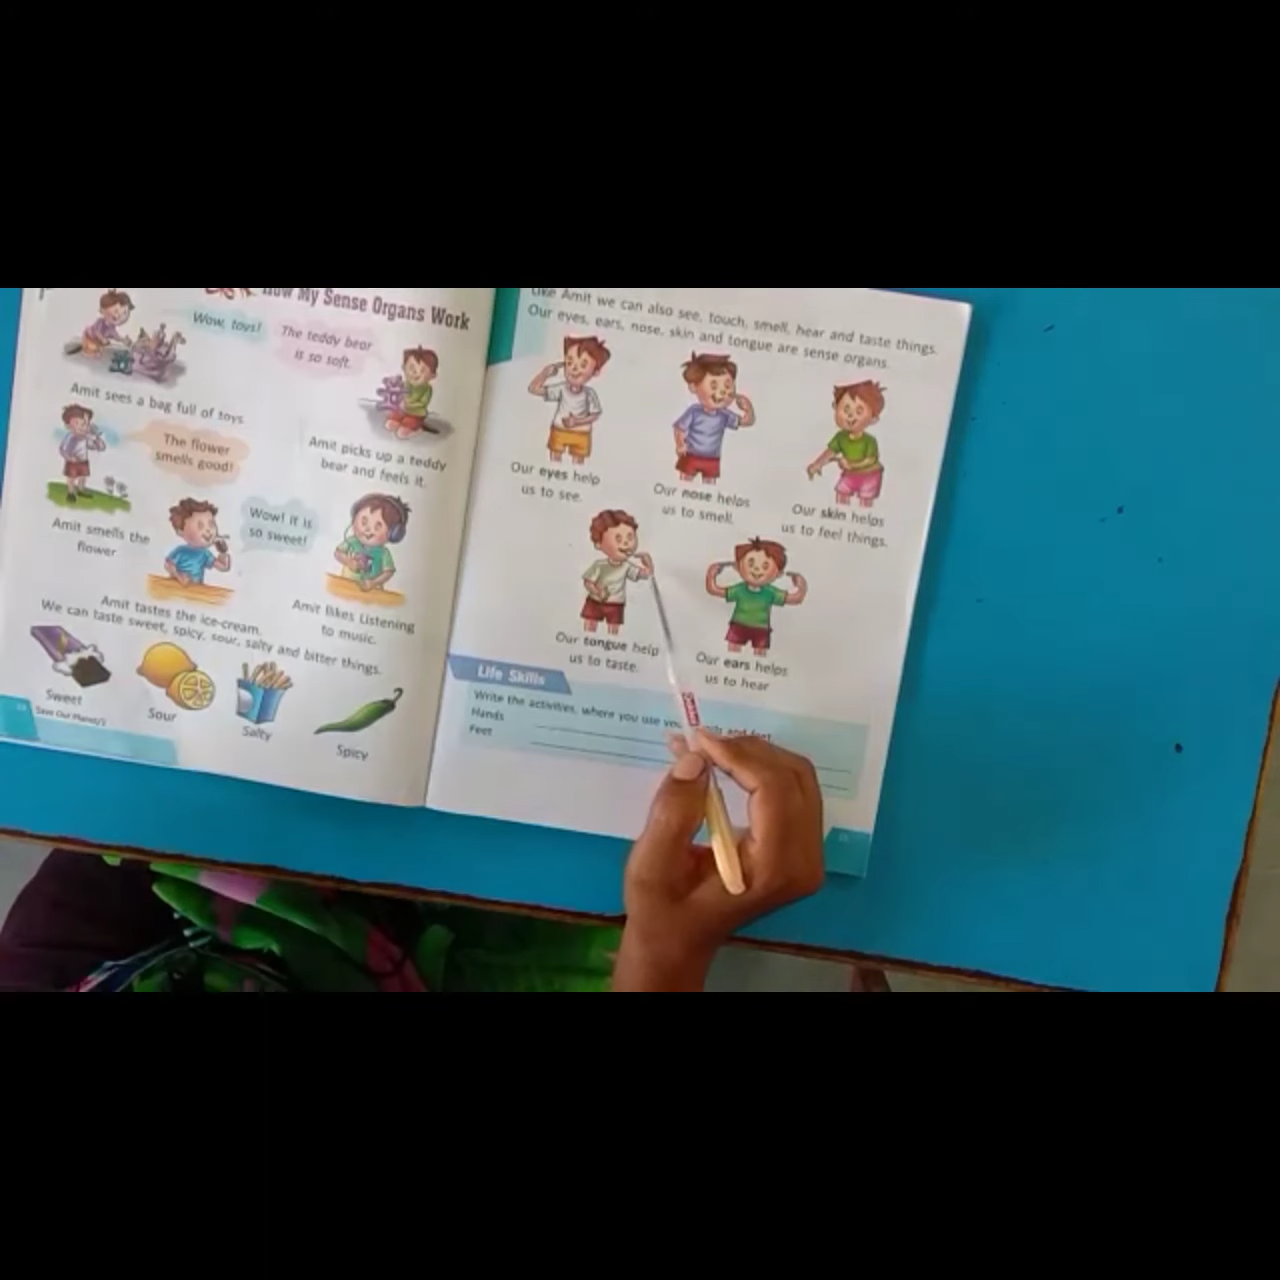 How My Sense Organs Work
Wow, toys!
The teddy bear
is so soft.
Amit sees a bag full of toys
Amit picks up a teddy
bear and feels it.
The flower
smells good!
Amit smells the
flower
Wow! it is
so sweet!
Amit tastes the ice-cream.
Amit likes Listening
to music.
We can taste sweet, spicy, sour, salty and bitter things.
Sweet
Sour
Salty
Spicy
Save Our Planet/1
Like Amit we can also see, touch, smell, hear and taste things.
Our eyes, ears, nose, skin and tongue are sense organs.
Our eyes help
us to see.
Our nose helps
us to smell.
Our skin helps
us to feel things.
Our tongue help
us to taste.
Our ears helps
us to hear
Life Skills
Write the activities, where you use and feet.
Hands
Feet